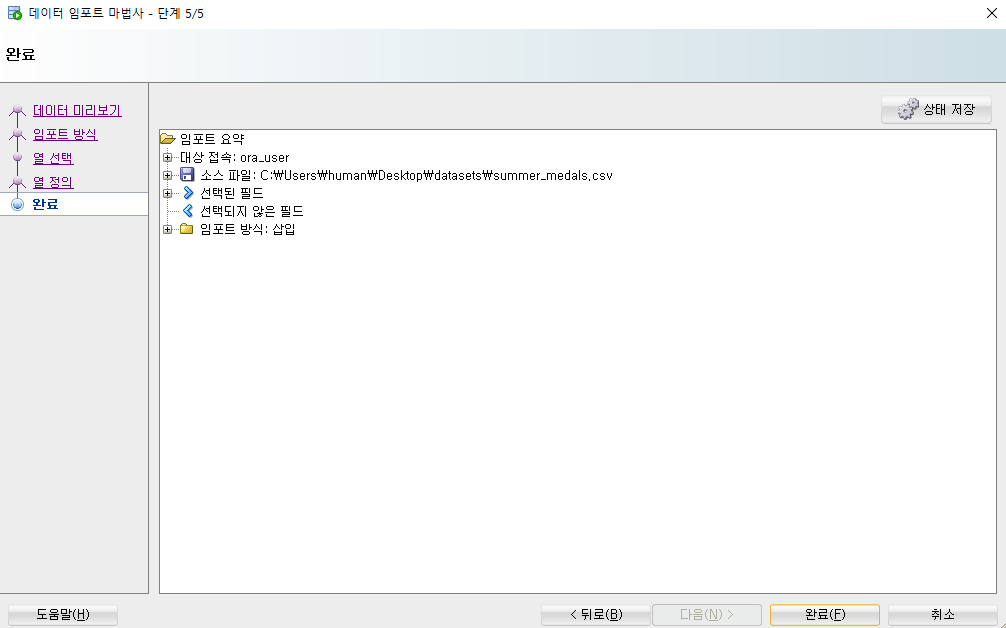 데이터 임포트 마법사 - 단계 5/5
완료
데이터 미리보기
임포트 방식
열 선택
열 정의
완료
상태 저장
임포트 요약
대상 접속: ora_user
소스 파일: C:₩Users₩human₩Desktop₩datasets₩summer_medals.csv
선택된 필드
선택되지 않은 필드
임포트 방식: 삽입
도움말(H)
< 뒤로(B)
다음(N) >
완료(F)
취소